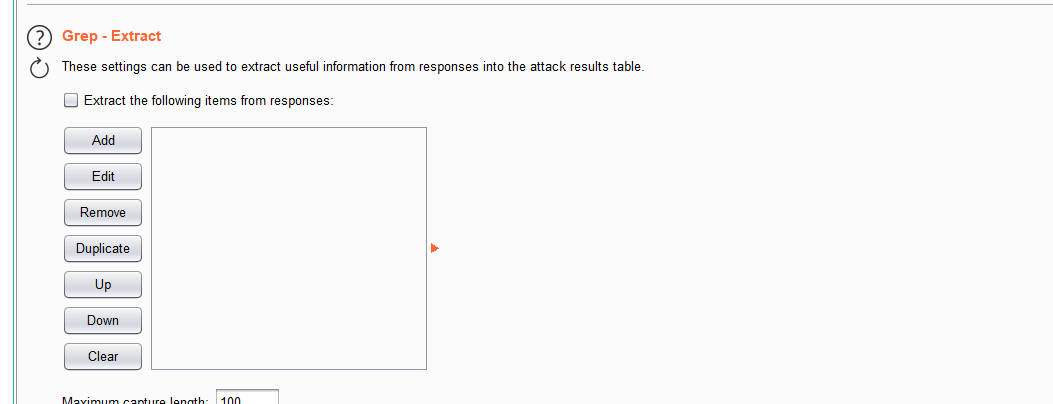 ?
Grep - Extract
These settings can be used to extract useful information from responses into the attack results table.
Extract the following items from responses:
Add
Edit
Remove
Duplicate
Up
Down
Clear
Maximum capture length: 100